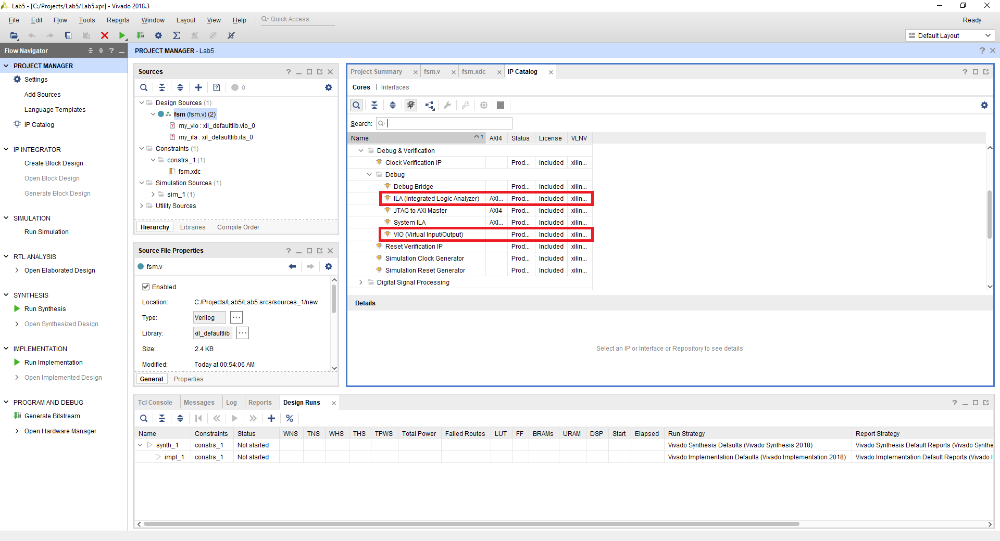 Lab5 - [C:/Projects/Lab5/Lab5.xpr] - Vivado 2018.3
File Edit Flow Tools Reports Window Layout View Help Quick Access Ready
Default Layout
Flow Navigator
PROJECT MANAGER
Settings
Add Sources
Language Templates
IP Catalog
IP INTEGRATOR
Create Block Design
Open Block Design
Generate Block Design
SIMULATION
Run Simulation
RTL ANALYSIS
Open Elaborated Design
SYNTHESIS
Run Synthesis
Open Synthesized Design
IMPLEMENTATION
Run Implementation
Open Implemented Design
PROGRAM AND DEBUG
Generate Bitstream
Open Hardware Manager
PROJECT MANAGER - Lab5
Sources
0
Design Sources (1)
fsm (fsm.v) (2)
my_vio : xil_defaultlib.vio_0
my_ila : xil_defaultlib.ila_0
Constraints (1)
constrs_1 (1)
fsm.xdc
Simulation Sources (1)
sim_1 (1)
Utility Sources
Hierarchy Libraries Compile Order
Source File Properties
fsm.v
Enabled
Location: C:/Projects/Lab5/Lab5.srcs/sources_1/new
Type: Verilog
Library: xil_defaultlib
Size: 2.4 KB
Modified: Today at 00:54:06 AM
General Properties
Project Summary fsm.v fsm.xdc IP Catalog
Cores | Interfaces
Search:
Name 1 AXI4 Status License VLNV
Debug & Verification
Clock Verification IP Prod... Included xilin...
Debug
Debug Bridge Prod... Included xilin...
ILA (Integrated Logic Analyzer) AXI... Prod... Included xilin...
JTAG to AXI Master AXI4 Prod... Included xilin...
System ILA AXI... Prod... Included xilin...
VIO (Virtual Input/Output) Prod... Included xilin...
Reset Verification IP Prod... Included xilin...
Simulation Clock Generator Prod... Included xilin...
Simulation Reset Generator Prod... Included xilin...
Digital Signal Processing
Details
Select an IP or Interface or Repository to see details
Tcl Console Messages Log Reports Design Runs
Name Constraints Status WNS TNS WHS THS TPWS Total Power Failed Routes LUT FF BRAMs URAM DSP Start Elapsed Run Strategy Report Strategy
synth_1 constrs_1 Not started Vivado Synthesis Defaults (Vivado Synthesis 2018) Vivado Synthesis Default Reports (Vivado Synthe
impl_1 constrs_1 Not started Vivado Implementation Defaults (Vivado Implementation 2018) Vivado Implementation Default Reports (Vivado I